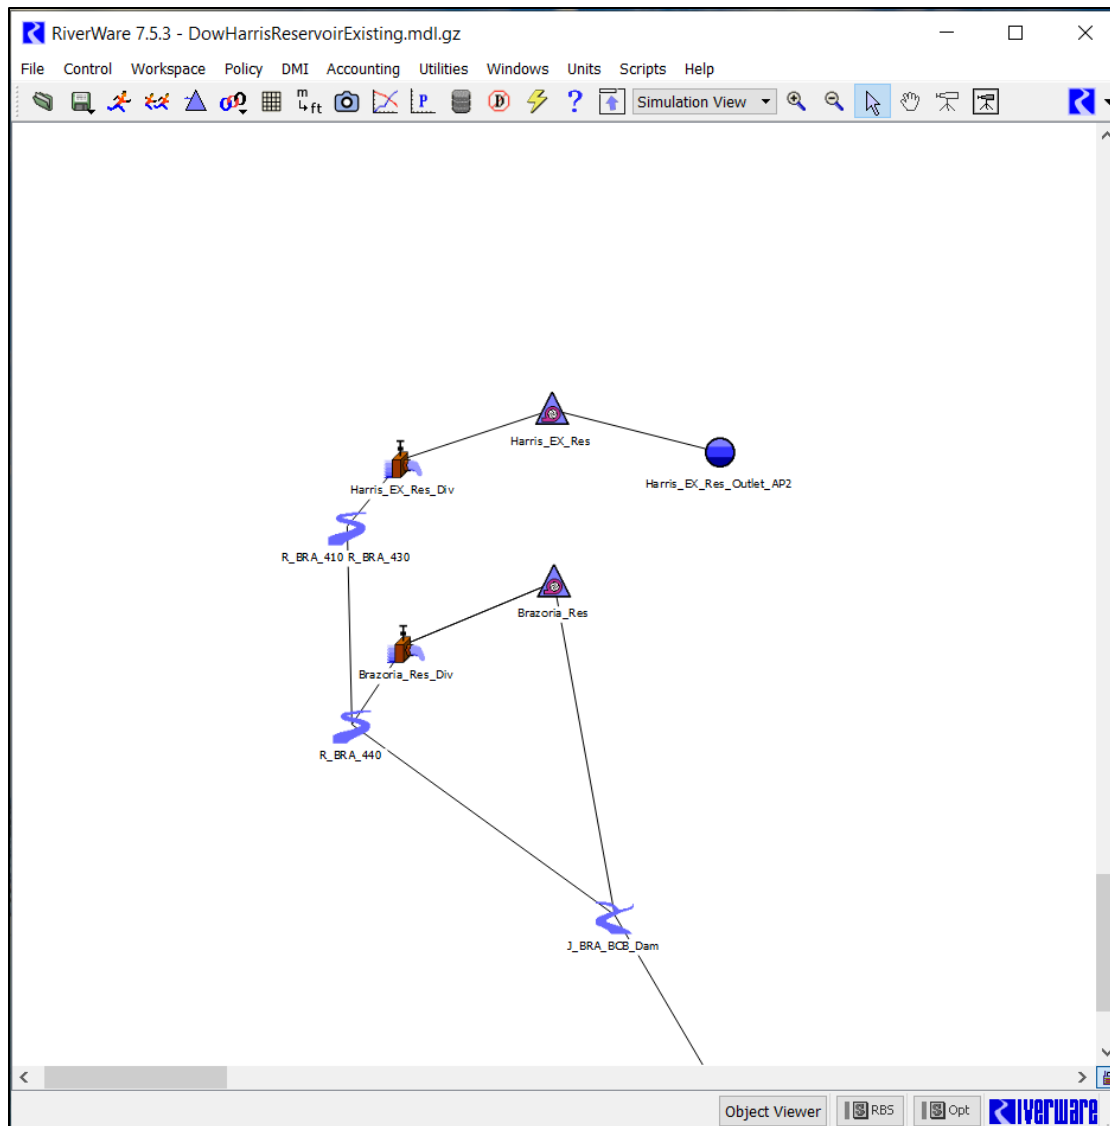 RiverWare 7.5.3 - DowHarrisReservoirExisting.mdl.gz
File Control Workspace Policy DMI Accounting Utilities Windows Units Scripts Help
m ft P D ? Simulation View
Harris_EX_Res
Harris_EX_Res_Div
Harris_EX_Res_Outlet_AP2
R_BRA_410 R_BRA_430
Brazoria_Res
Brazoria_Res_Div
R_BRA_440
J_BRA_BCB_Dam
Object Viewer S RBS S Opt Riverware